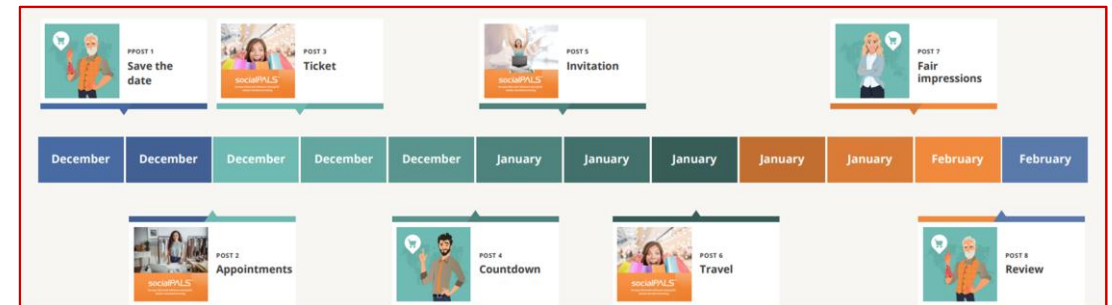 PPOST 1
Save the
date
POST 3
Ticket
socialPALS
POST 5
Invitation
socialPALS
POST 7
Fair
impressions
December December December December December January January January January January February February
POST 2
Appointments
socialPALS
POST 4
Countdown
POST 6
Travel
socialPALS
POST 8
Review